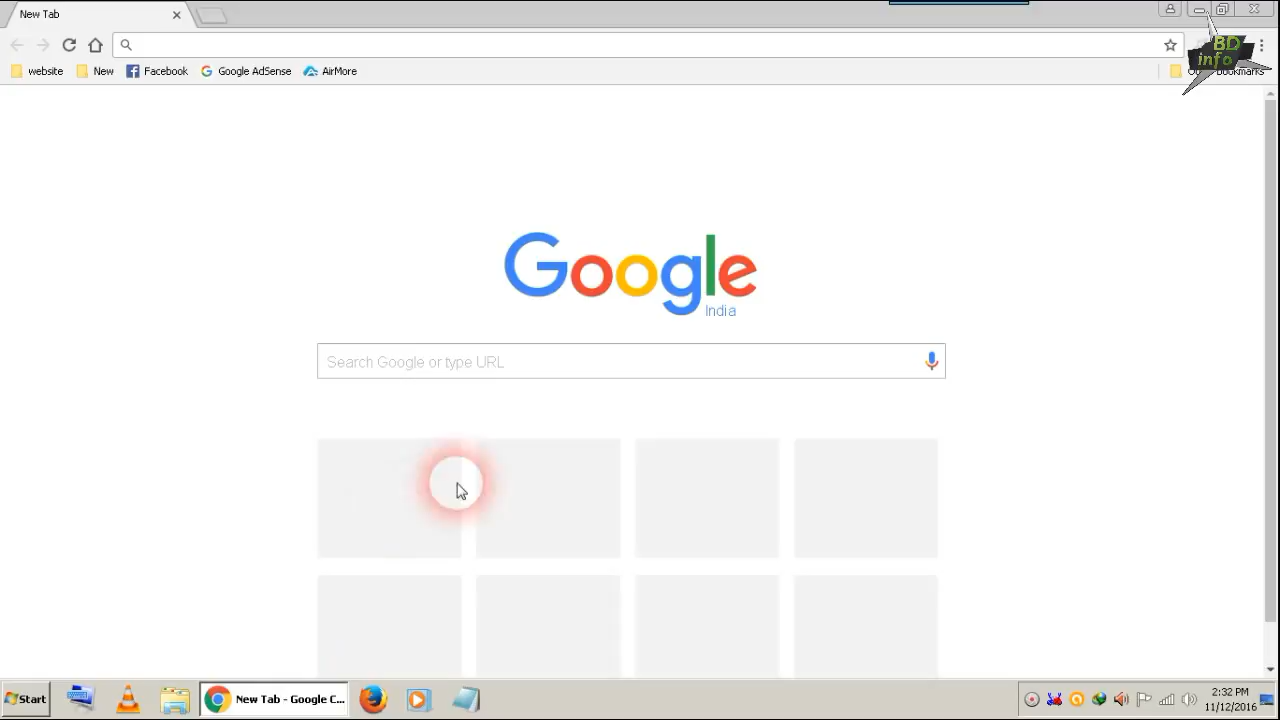 New Tab
website New Facebook Google AdSense AirMore
BD
info
Google
India
Search Google or type URL
Start New Tab - Google C... 2:32 PM
11/12/2016